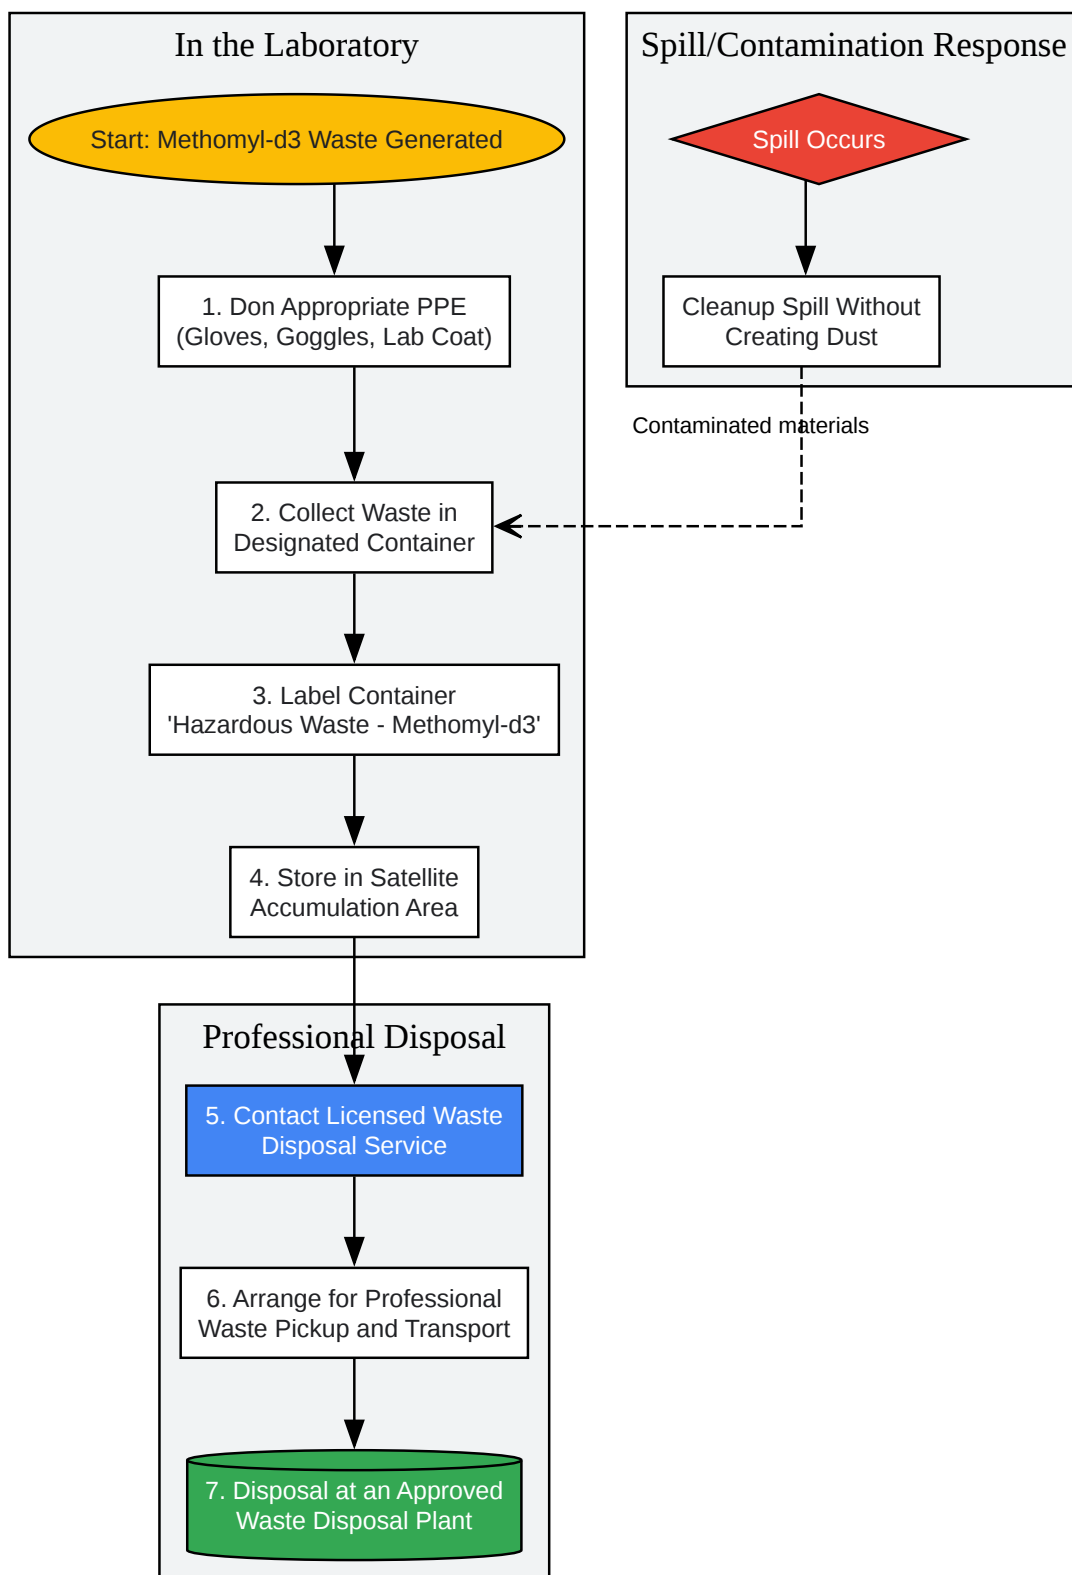 In the Laboratory
Start: Methomyl-d3 Waste Generated
1. Don Appropriate PPE
(Gloves, Goggles, Lab Coat)
2. Collect Waste in
Designated Container
3. Label Container
'Hazardous Waste - Methomyl-d3'
4. Store in Satellite
Accumulation Area
Spill/Contamination Response
Spill Occurs
Cleanup Spill Without
Creating Dust
Contaminated materials
Professional Disposal
5. Contact Licensed Waste
Disposal Service
6. Arrange for Professional
Waste Pickup and Transport
7. Disposal at an Approved
Waste Disposal Plant